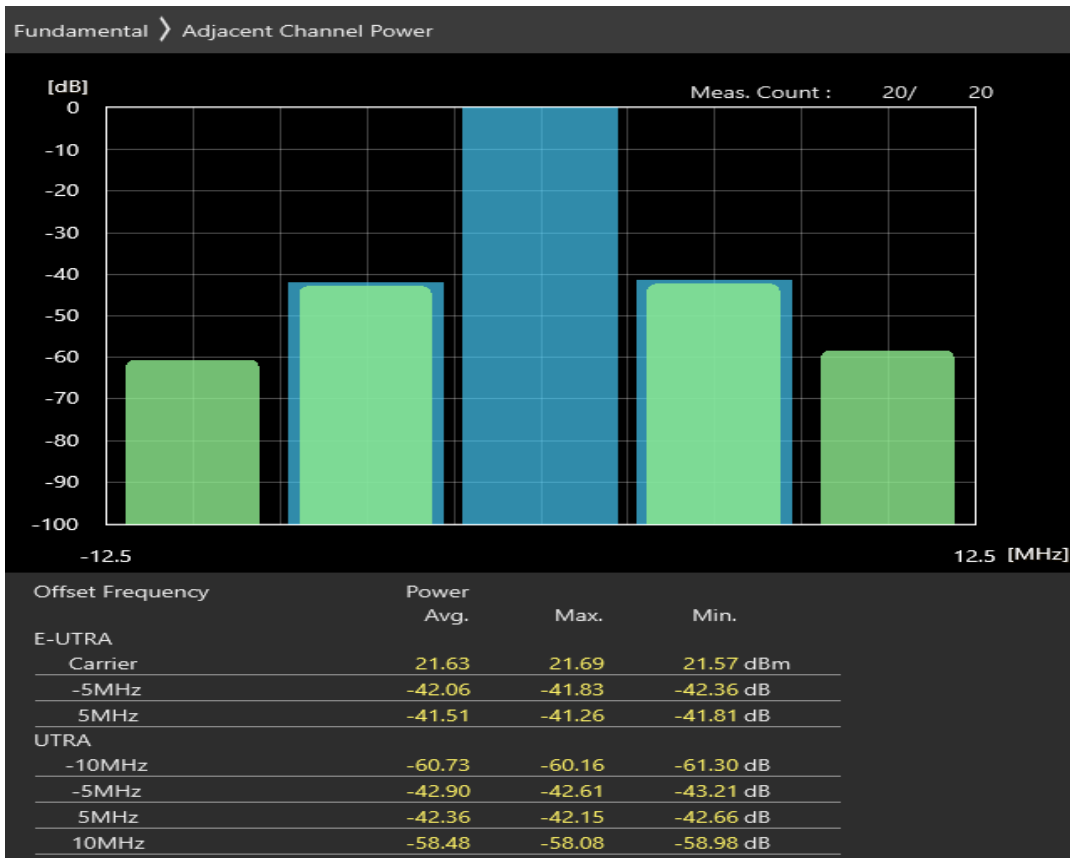 Fundamental 〉 Adjacent Channel Power
[dB]
Meas. Count : 20/ 20
0
-10
-20
-30
-40
-50
-60
-70
-80
-90
-100
-12.5 12.5 [MHz]
Offset Frequency Power
Avg. Max. Min.
E-UTRA
Carrier 21.63 21.69 21.57 dBm
-5MHz -42.06 -41.83 -42.36 dB
5MHz -41.51 -41.26 -41.81 dB
UTRA
-10MHz -60.73 -60.16 -61.30 dB
-5MHz -42.90 -42.61 -43.21 dB
5MHz -42.36 -42.15 -42.66 dB
10MHz -58.48 -58.08 -58.98 dB